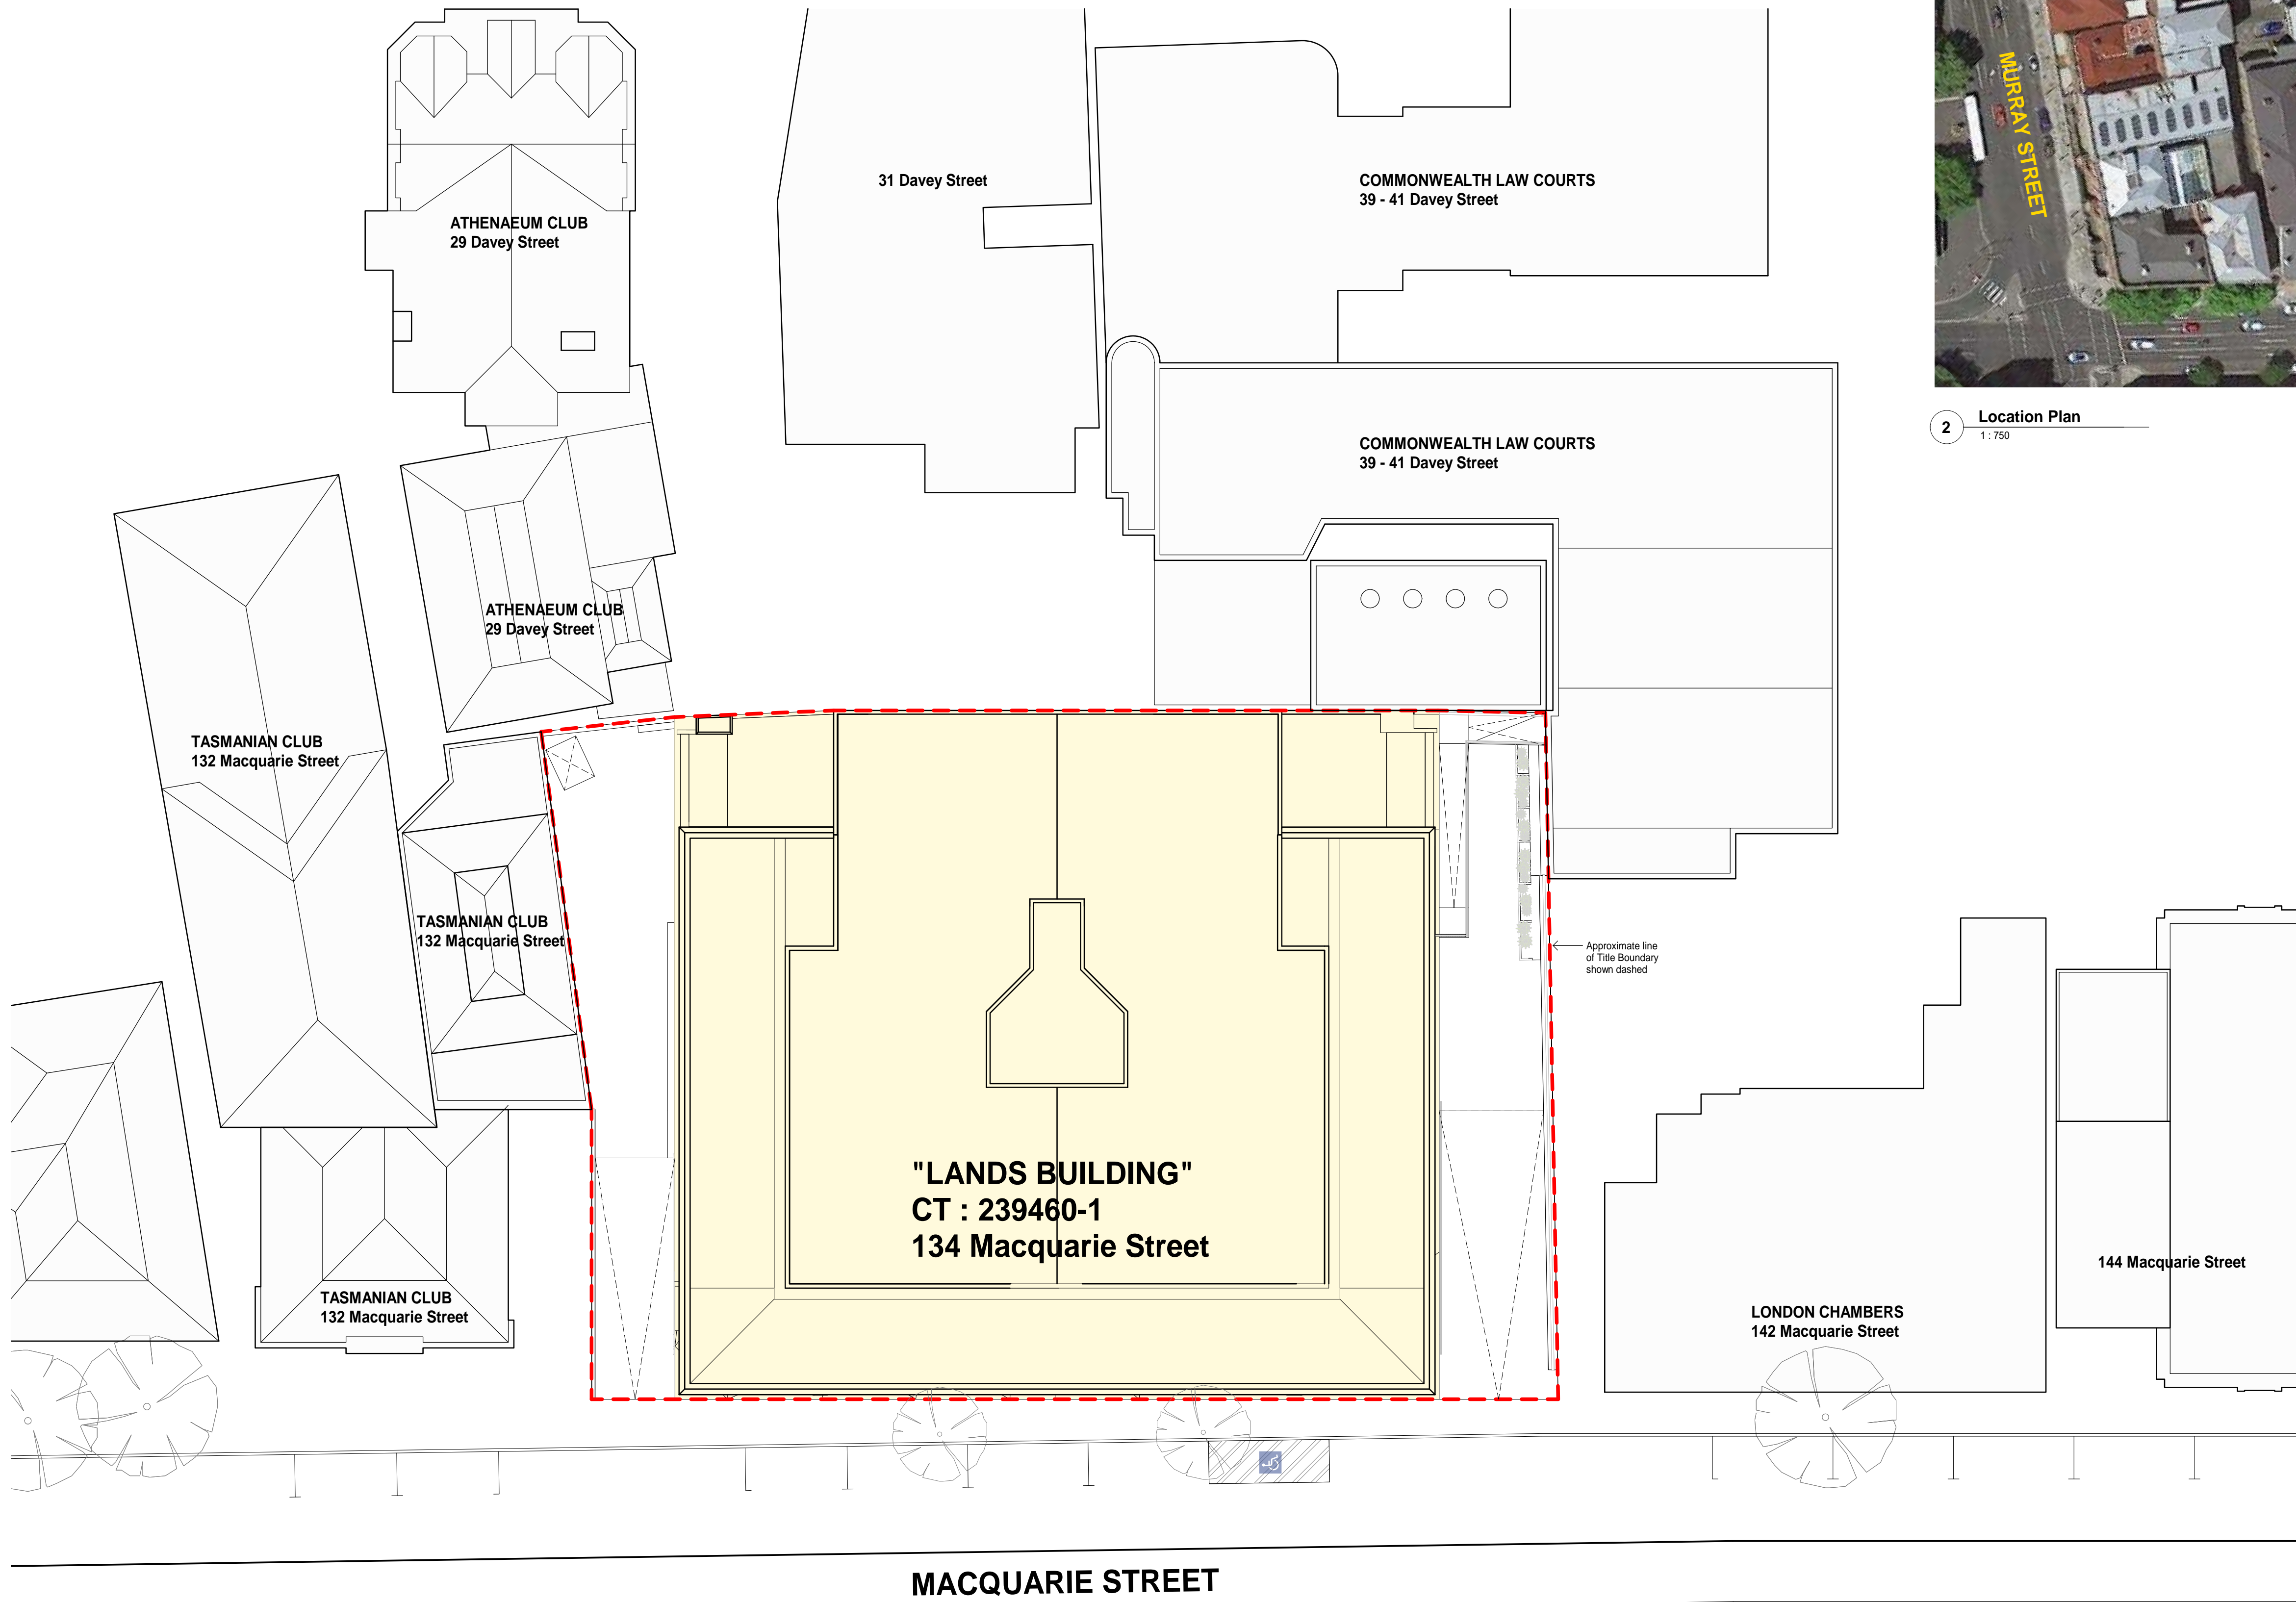 MURRAY STREET
31 Davey Street
COMMONWEALTH LAW COURTS
39 - 41 Davey Street
ATHENAEUM CLUB
29 Davey Street
2
Location Plan
1 : 750
COMMONWEALTH LAW COURTS
39 - 41 Davey Street
ATHENAEUM CLUB
29 Davey Street
TASMANIAN CLUB
132 Macquarie Street
TASMANIAN CLUB
132 Macquarie Street
Approximate line
of Title Boundary
shown dashed
"LANDS BUILDING"
CT : 239460-1
134 Macquarie Street
144 Macquarie Street
TASMANIAN CLUB
132 Macquarie Street
LONDON CHAMBERS
142 Macquarie Street
MACQUARIE STREET